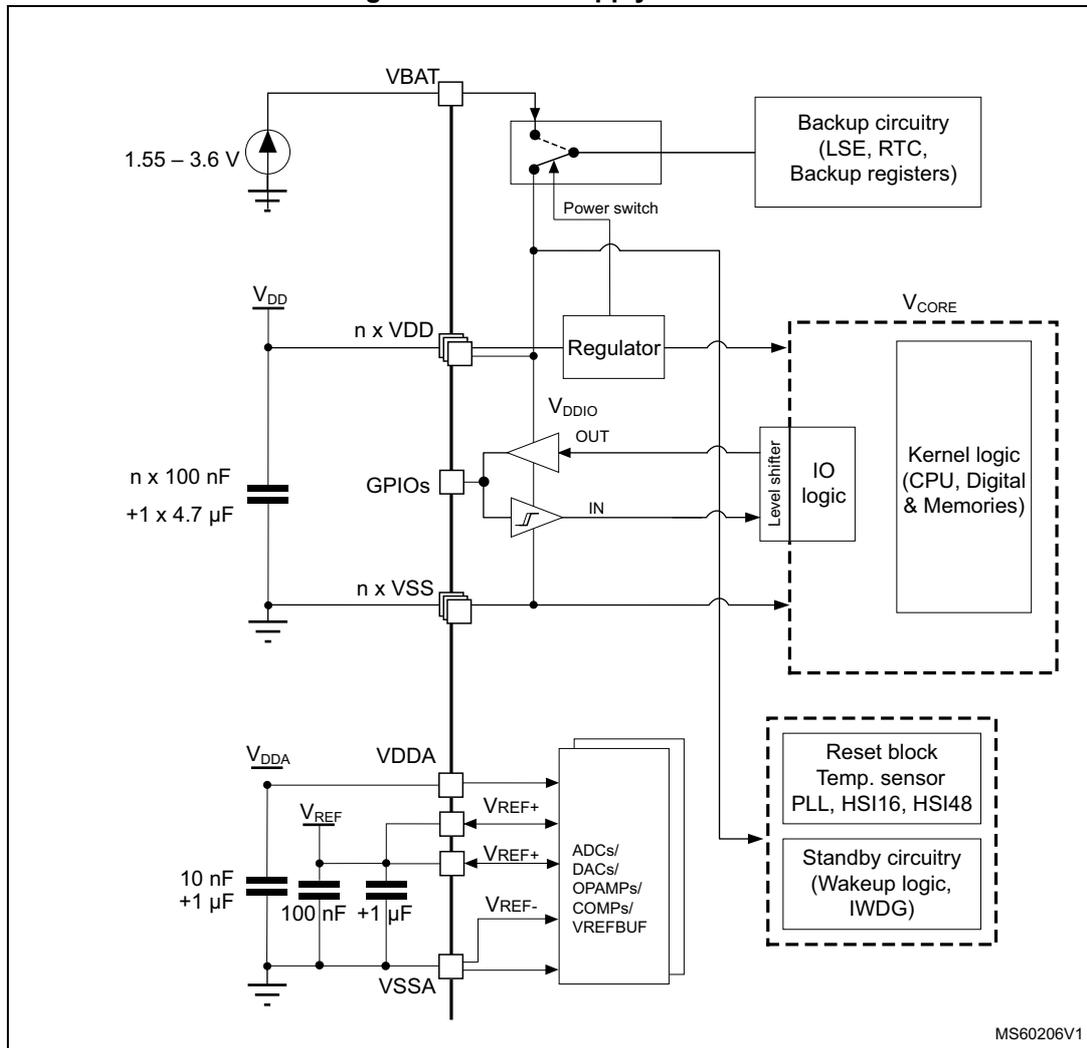 VBAT
1.55 – 3.6 V
Backup circuitry
(LSE, RTC,
Backup registers)
Power switch
VDD
n x VDD
Regulator
VCORE
VDDIO
OUT
GPIOs
IN
Level shifter
IO
logic
Kernel logic
(CPU, Digital
& Memories)
n x 100 nF
+1 x 4.7 µF
n x VSS
VDDA
VDDA
VREF
VREF+
VREF+
VREF-
10 nF
+1 µF
100 nF
+1 µF
VSSA
ADCs/
DACs/
OPAMPs/
COMPs/
VREFBUF
Reset block
Temp. sensor
PLL, HSI16, HSI48
Standby circuitry
(Wakeup logic,
IWDG)
MS60206V1